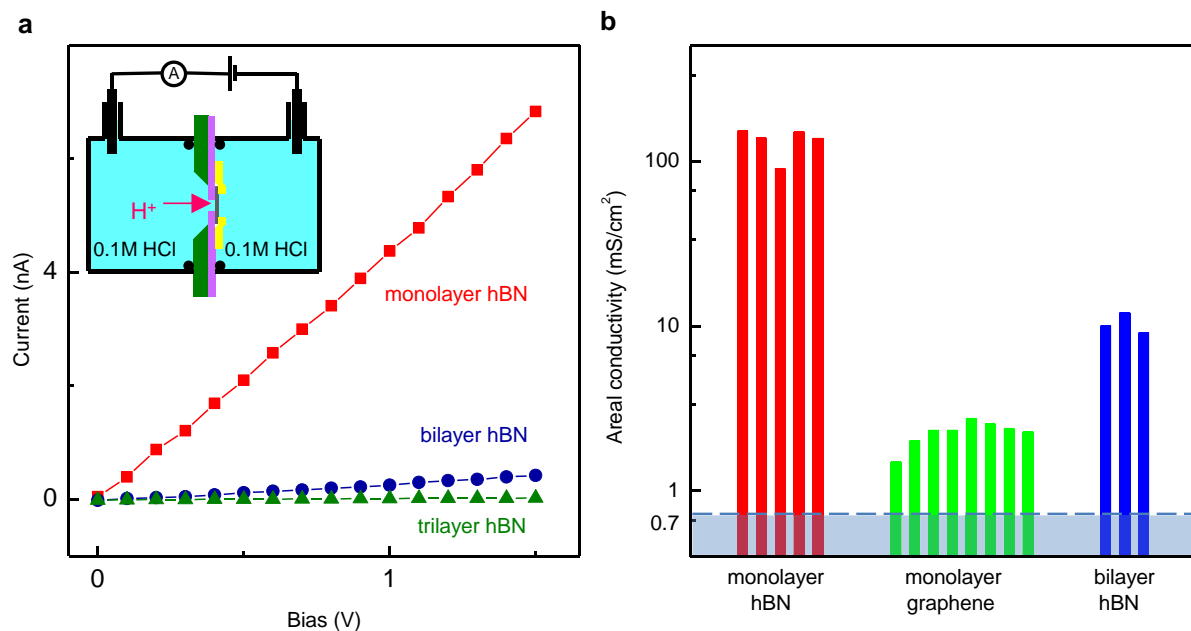 a
A
H+
0.1M HCl
0.1M HCl
monolayer hBN
bilayer hBN
trilayer hBN
4
0
Current (nA)
0
1
Bias (V)
b
Areal conductivity (mS/cm²)
100
10
1
0.7
monolayer
hBN
monolayer
graphene
bilayer
hBN